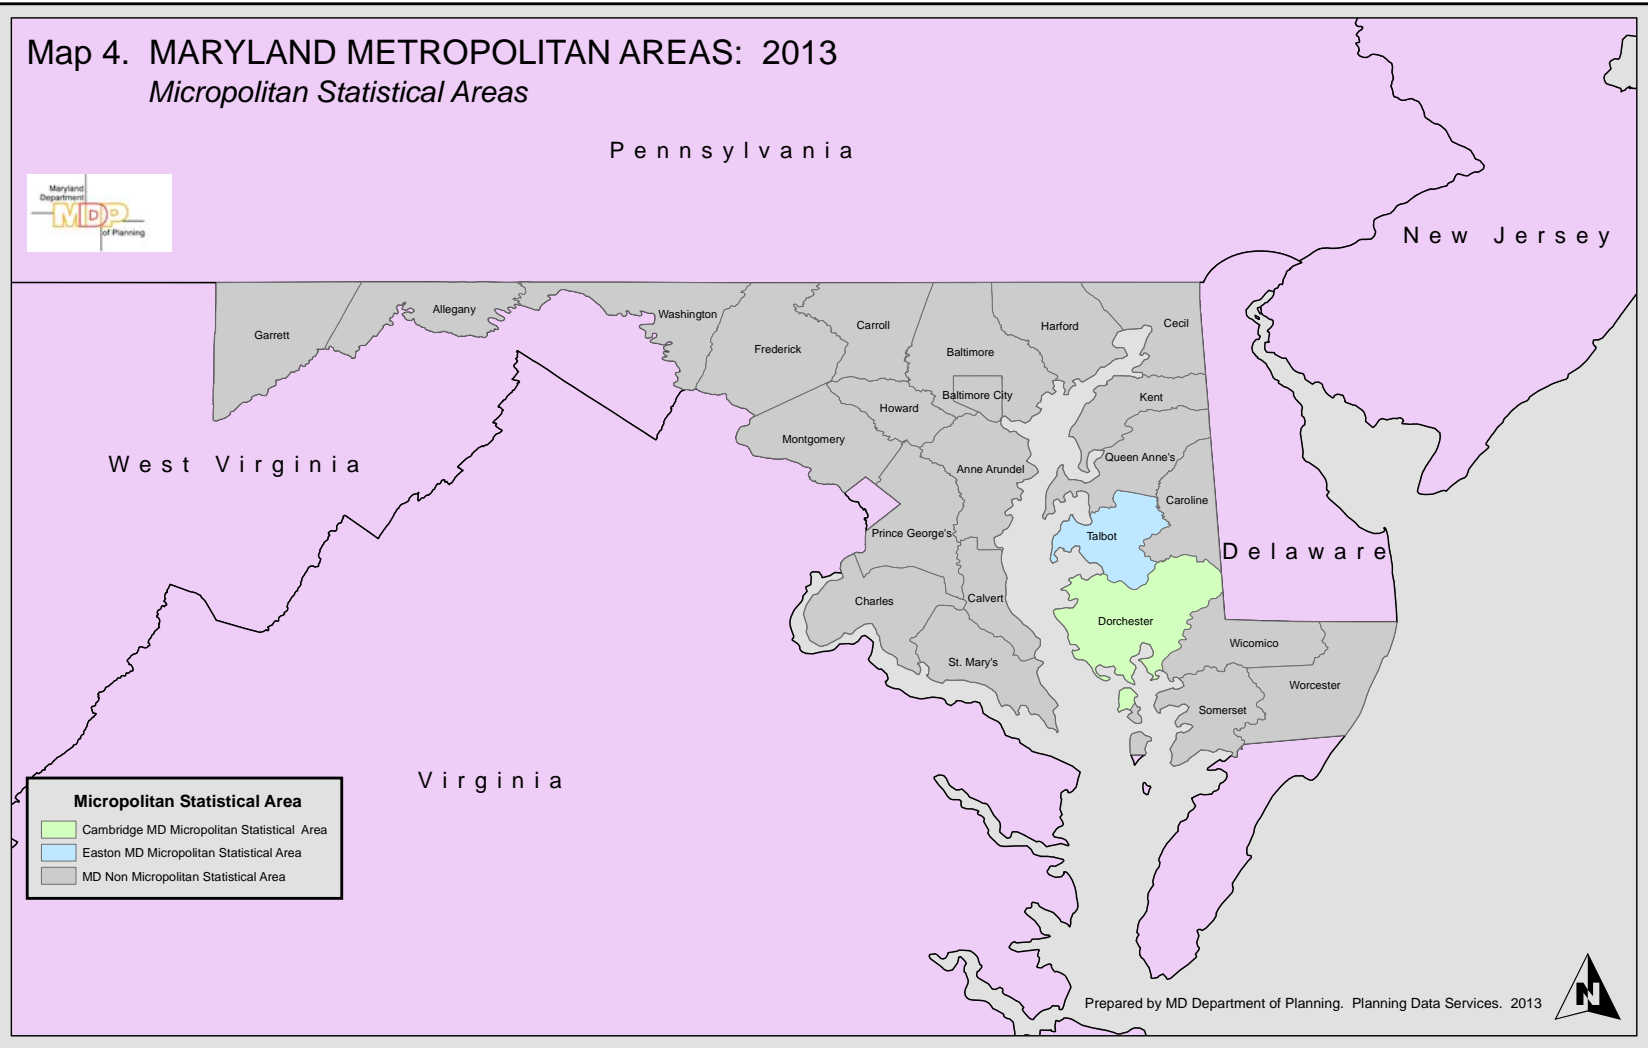 Map 4. MARYLAND METROPOLITAN AREAS: 2013
Micropolitan Statistical Areas
Pennsylvania
Maryland
Department
MDP
of Planning
New Jersey
Garrett
Allegany
Washington
Frederick
Carroll
Baltimore
Harford
Cecil
Baltimore City
Howard
Kent
Montgomery
West Virginia
Anne Arundel
Queen Anne's
Caroline
Prince George's
Talbot
Delaware
Charles
Calvert
Dorchester
Wicomico
St. Mary's
Worcester
Somerset
Virginia
Micropolitan Statistical Area
Cambridge MD Micropolitan Statistical Area
Easton MD Micropolitan Statistical Area
MD Non Micropolitan Statistical Area
Prepared by MD Department of Planning. Planning Data Services. 2013
N